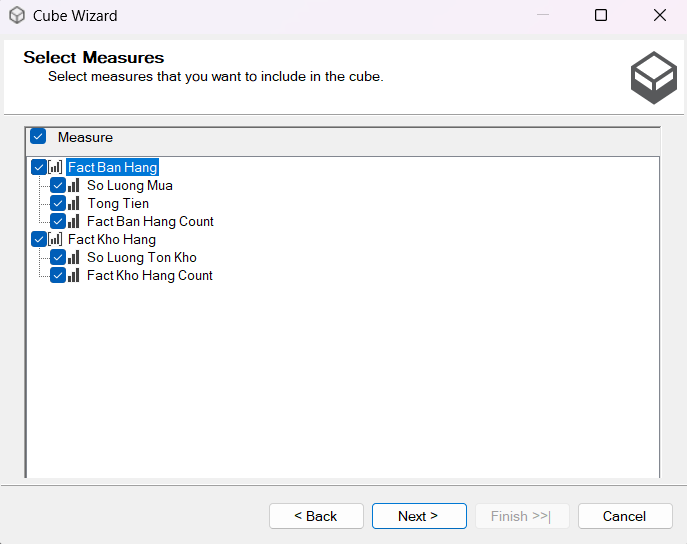 Cube Wizard
Select Measures
Select measures that you want to include in the cube.
Measure
Fact Ban Hang
So Luong Mua
Tong Tien
Fact Ban Hang Count
Fact Kho Hang
So Luong Ton Kho
Fact Kho Hang Count
< Back
Next >
Finish >>|
Cancel